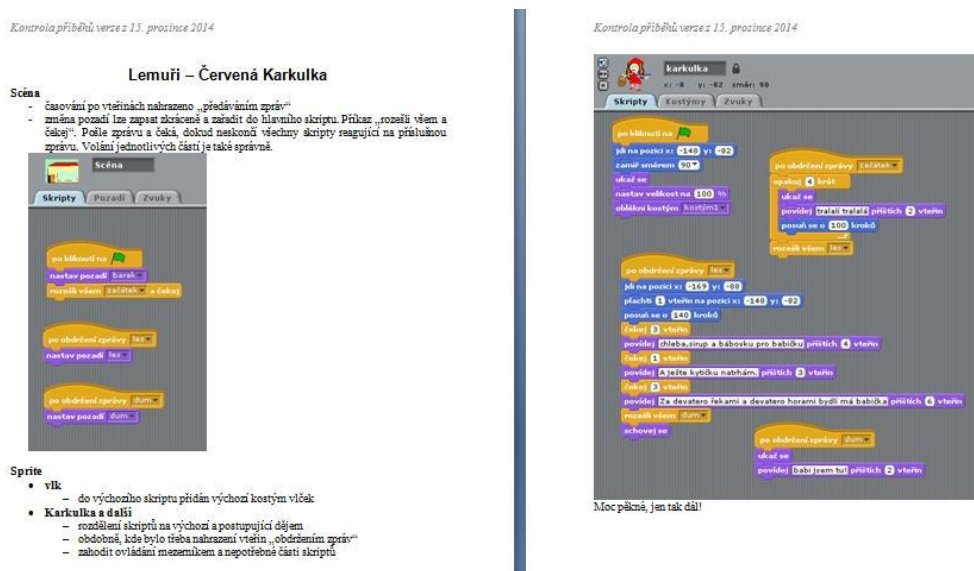 Kontrola příběhů verze z 15. prosince 2014
Lemuři – Červená Karkulka
Scéna
- časování po vteřinách nahrazeno „předáváním zpráv“
- změna pozadí lze zapsat zkráceně a zařadit do hlavního skriptu. Příkaz „rozešli všem a
čekej“. Pošle zprávu a čeká, dokud neskončí všechny skripty reagující na příslušnou
zprávu. Volání jednotlivých částí je také správně.
Scéna
Skripty Pozadí Zvuky
po kliknutí na
nastav pozadí barak
rozešli všem začátek a čekej
po obdržení zprávy les
nastav pozadí les
po obdržení zprávy dum
nastav pozadí dum
Sprite
• vlk
– do výchozího skriptu přidán výchozí kostým vlček
• Karkulka a další
– rozdělení skriptů na výchozí a postupující dějem
– obdobně, kde bylo třeba nahrazení vteřin „obdržením zpráv“
– zahodit ovládání mezerníkem a nepotřebné části skriptů
Kontrola příběhů verze z 15. prosince 2014
karkulka
x: -8 y: -82 směr: 90
Skripty Kostýmy Zvuky
po kliknutí na
jdi na pozici x: -148 y: -82
zamiř směrem 90
ukaž se
nastav velikost na 100 %
oblékni kostým kostým1
po obdržení zprávy začátek
opakuj 4 krát
ukaž se
povídej tralali tralalá příštích 2 vteřin
posuň se o 100 kroků
rozešli všem les
po obdržení zprávy les
jdi na pozici x: -169 y: -88
plachti 1 vteřin na pozici x: -148 y: -82
posuň se o 140 kroků
čekej 3 vteřin
povídej chleba,sirup a bábovku pro babičku příštích 4 vteřin
čekej 1 vteřin
povídej A ješte kytičku natrhám. příštích 3 vteřin
čekej 3 vteřin
povídej Za devatero řekami a devatero horami bydlí má babička příštích 6 vteřin
rozešli všem dum
schovej se
po obdržení zprávy dum
ukaž se
povídej babi jsem tu! příštích 2 vteřin
Moc pěkné, jen tak dál!